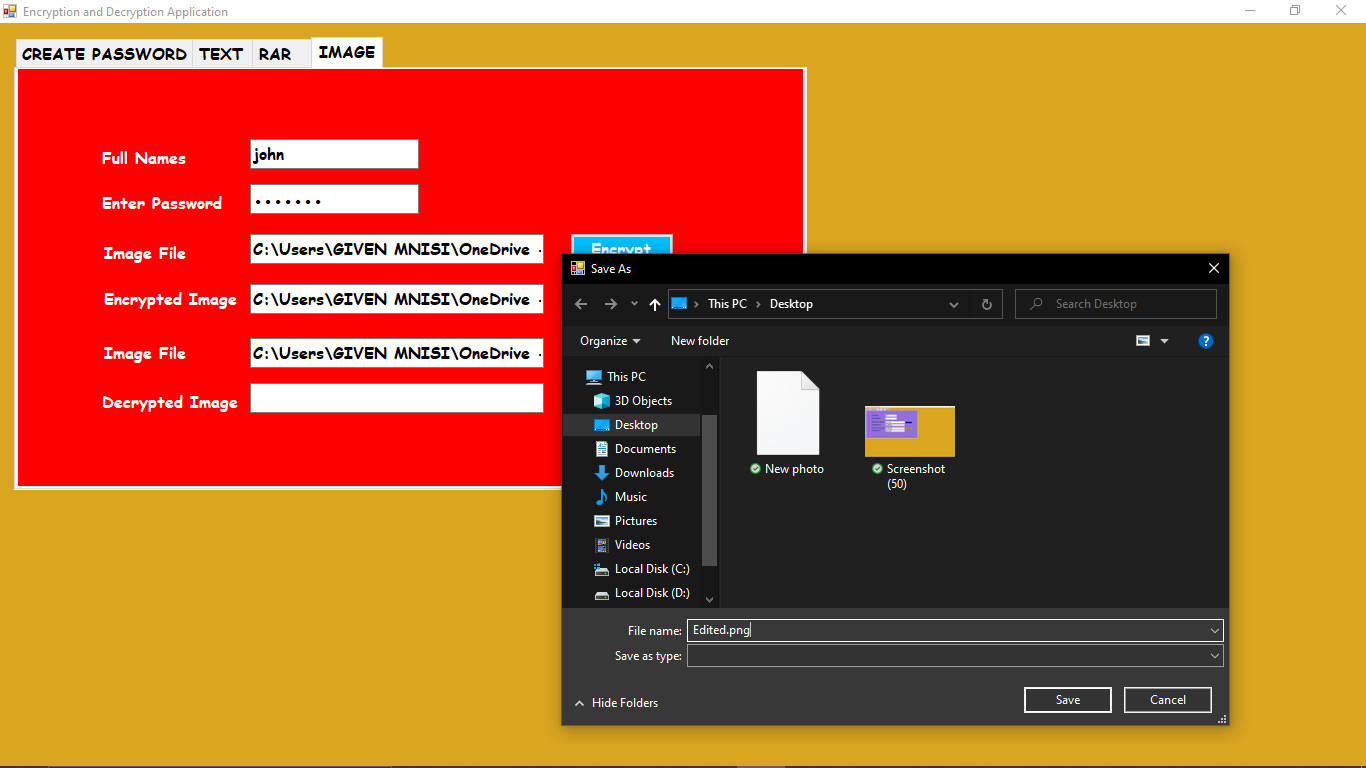 Encryption and Decryption Application
CREATE PASSWORD TEXT RAR IMAGE
Full Names john
Enter Password •••••••
Image File C:\Users\GIVEN MNISI\OneDrive -
Encrypt
Encrypted Image C:\Users\GIVEN MNISI\OneDrive -
Image File C:\Users\GIVEN MNISI\OneDrive -
Decrypted Image
Save As
This PC > Desktop
Search Desktop
Organize New folder
?
This PC
3D Objects
Desktop
Documents
Downloads
Music
Pictures
Videos
Local Disk (C:)
Local Disk (D:)
New photo
Screenshot
(50)
File name: Edited.png
Save as type:
Hide Folders
Save Cancel